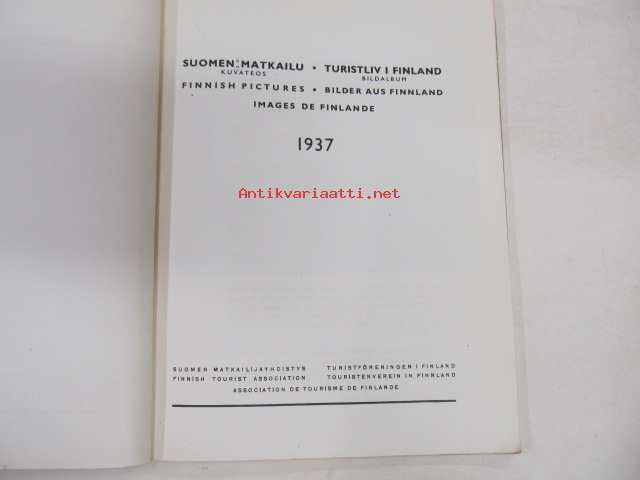 SUOMEN MATKAILU • TURISTLIV I FINLAND
KUVATEOS BILDALBUM
FINNISH PICTURES • BILDER AUS FINNLAND
IMAGES DE FINLANDE
1937
Antikvariaatti.net
SUOMEN MATKAILIJAYHDISTYS TURISTFÖRENINGEN I FINLAND
FINNISH TOURIST ASSOCIATION TOURISTENVEREIN IN FINNLAND
ASSOCIATION DE TOURISME DE FINLANDE